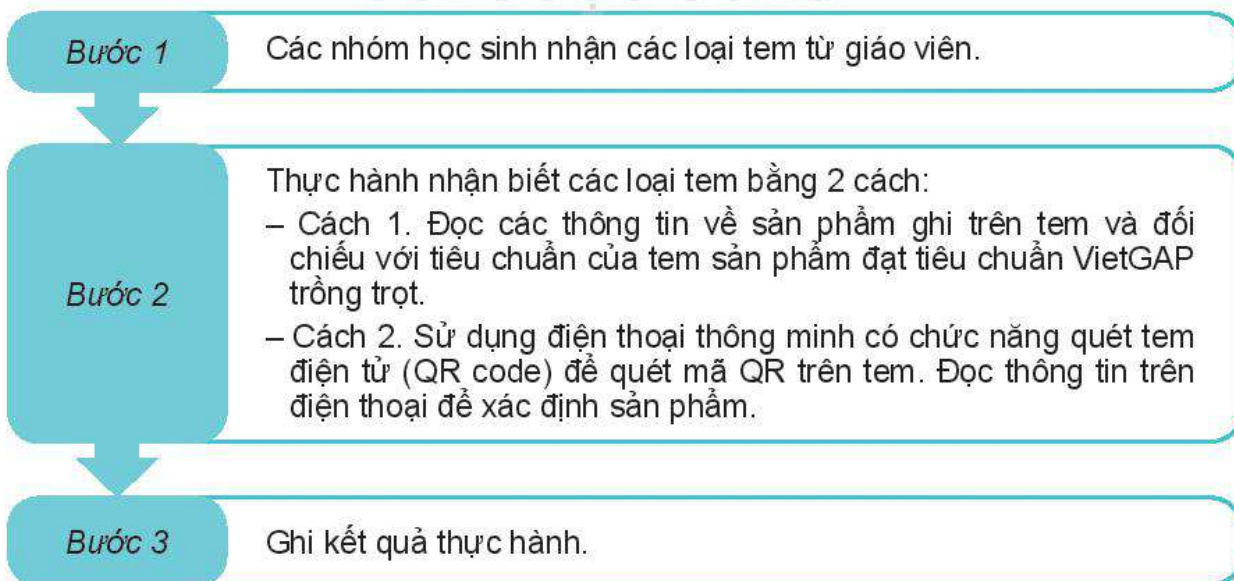 Bước 1
Các nhóm học sinh nhận các loại tem từ giáo viên.
Bước 2
Thực hành nhận biết các loại tem bằng 2 cách:
– Cách 1. Đọc các thông tin về sản phẩm ghi trên tem và đối
chiếu với tiêu chuẩn của tem sản phẩm đạt tiêu chuẩn VietGAP
trồng trọt.
– Cách 2. Sử dụng điện thoại thông minh có chức năng quét tem
điện tử (QR code) để quét mã QR trên tem. Đọc thông tin trên
điện thoại để xác định sản phẩm.
Bước 3
Ghi kết quả thực hành.